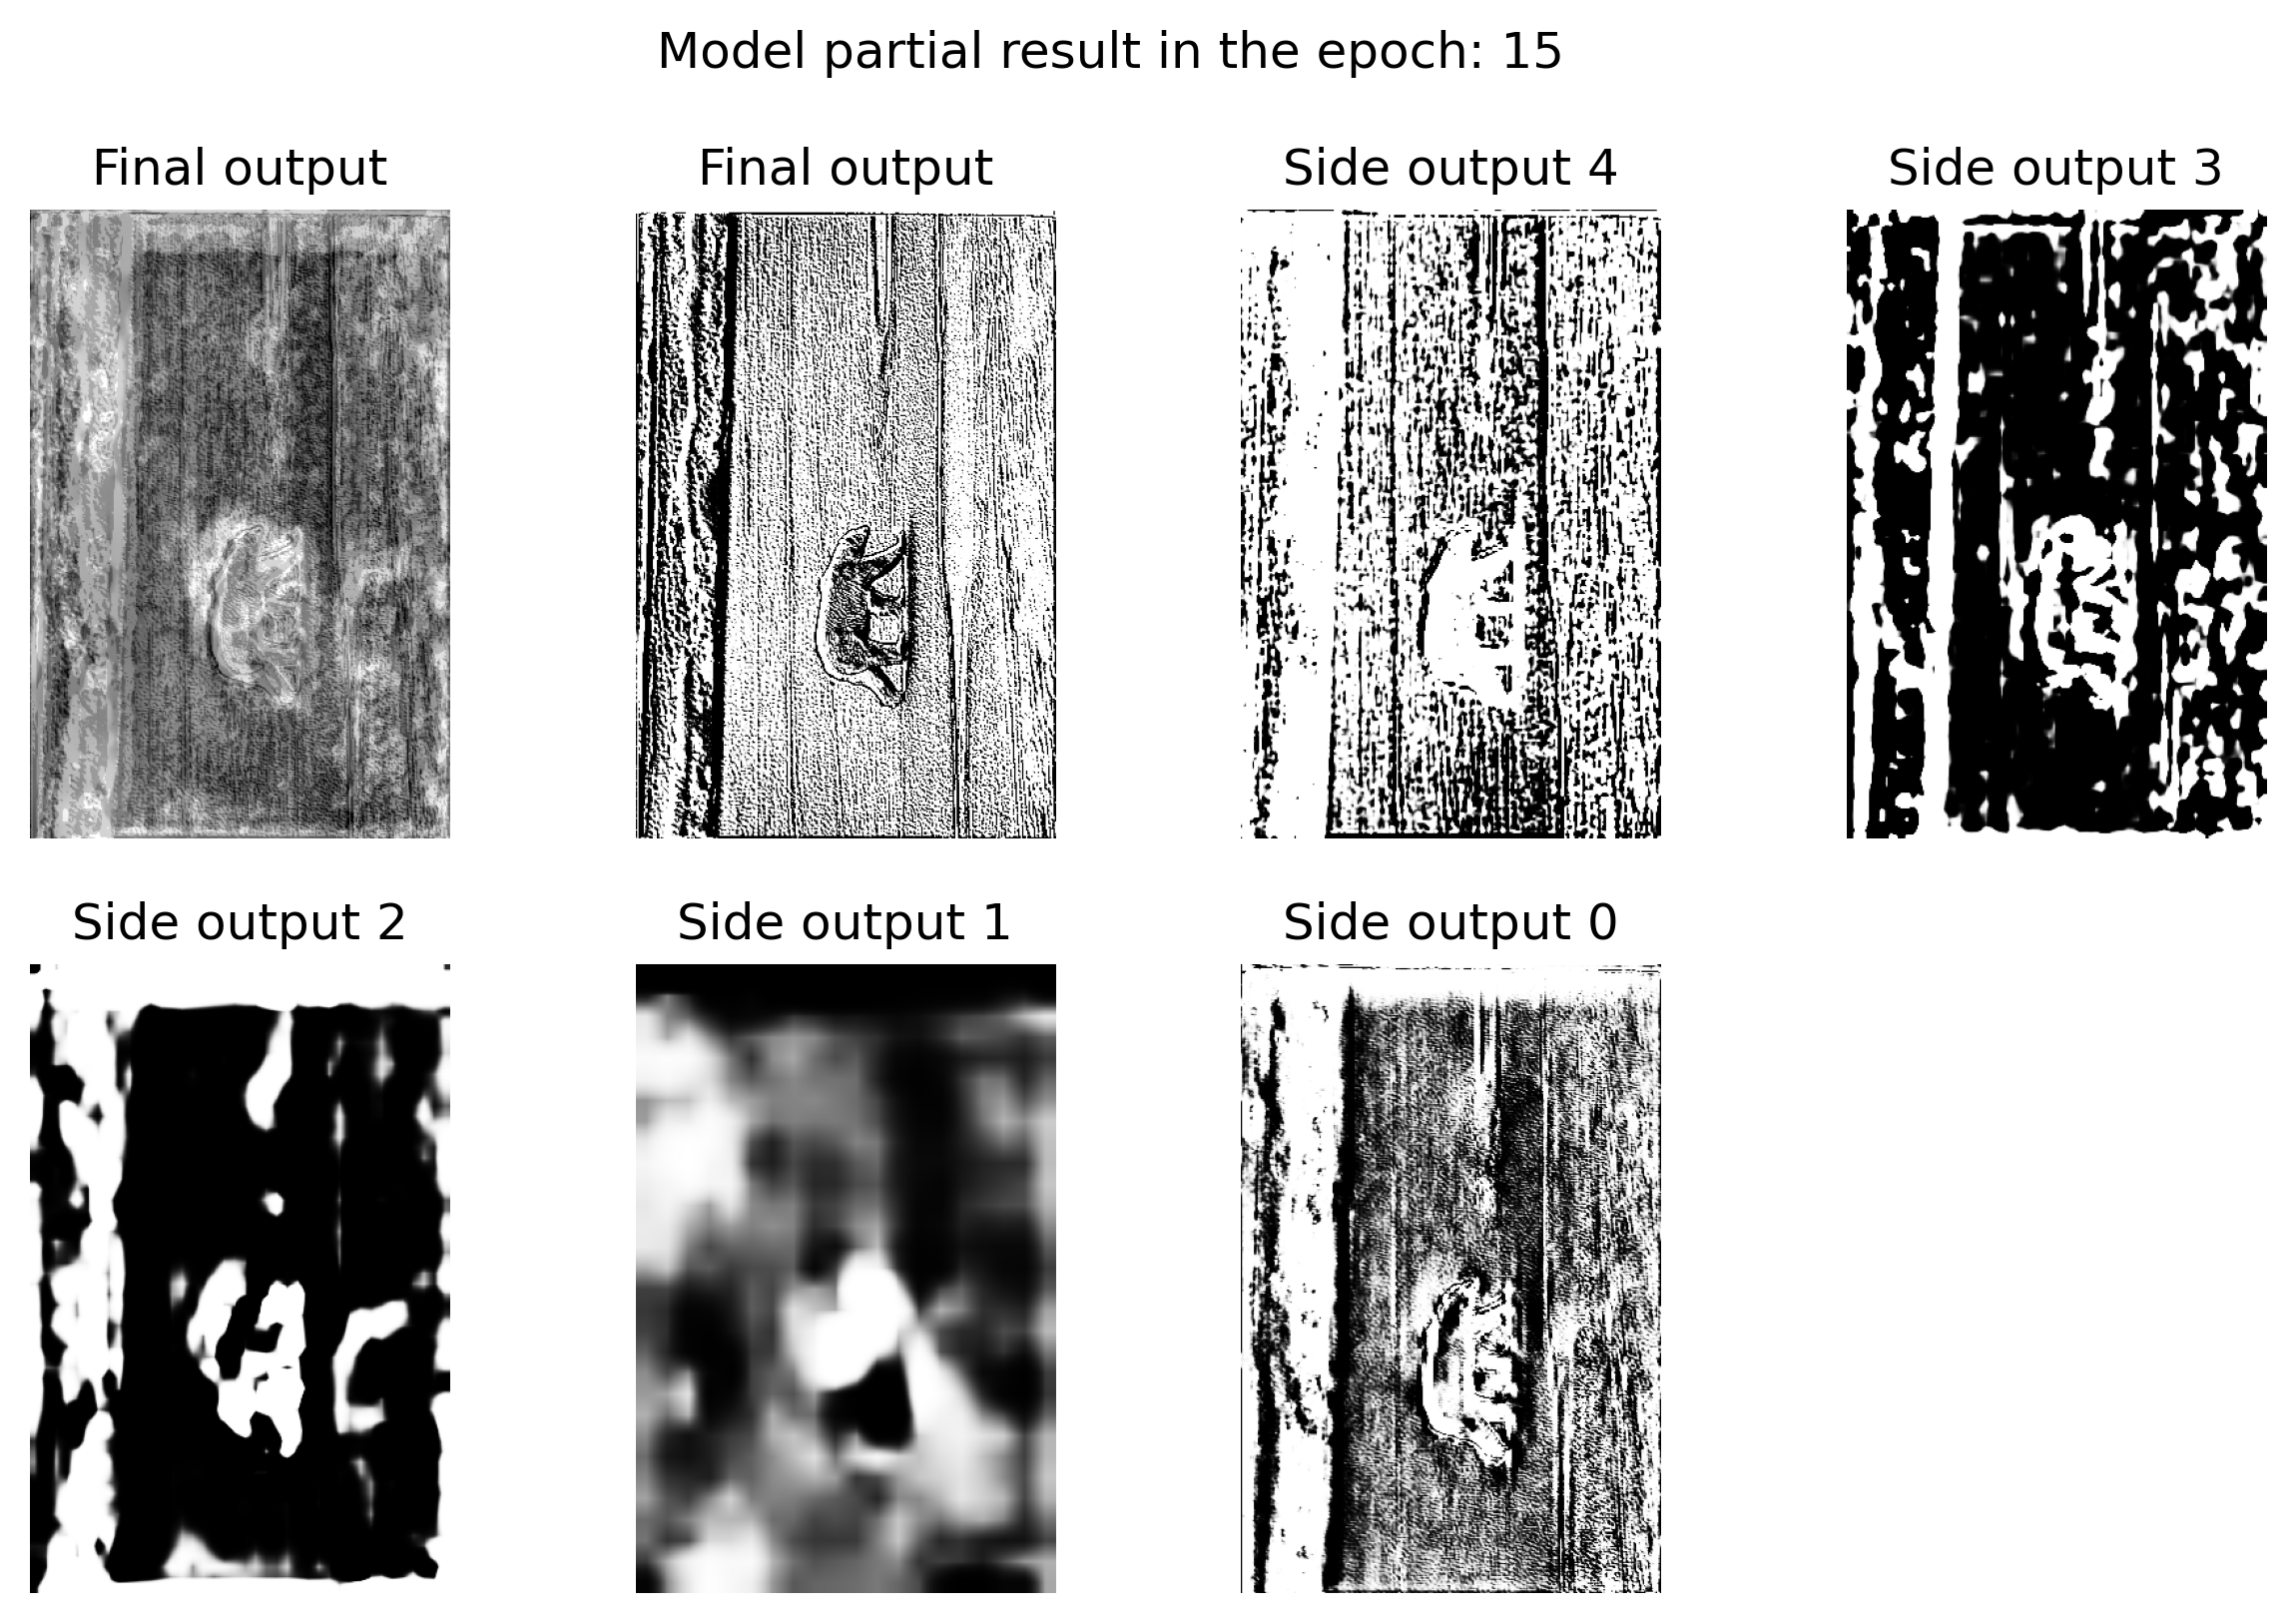 Model partial result in the epoch: 15
Final output
Final output
Side output 4
Side output 3
Side output 2
Side output 1
Side output 0